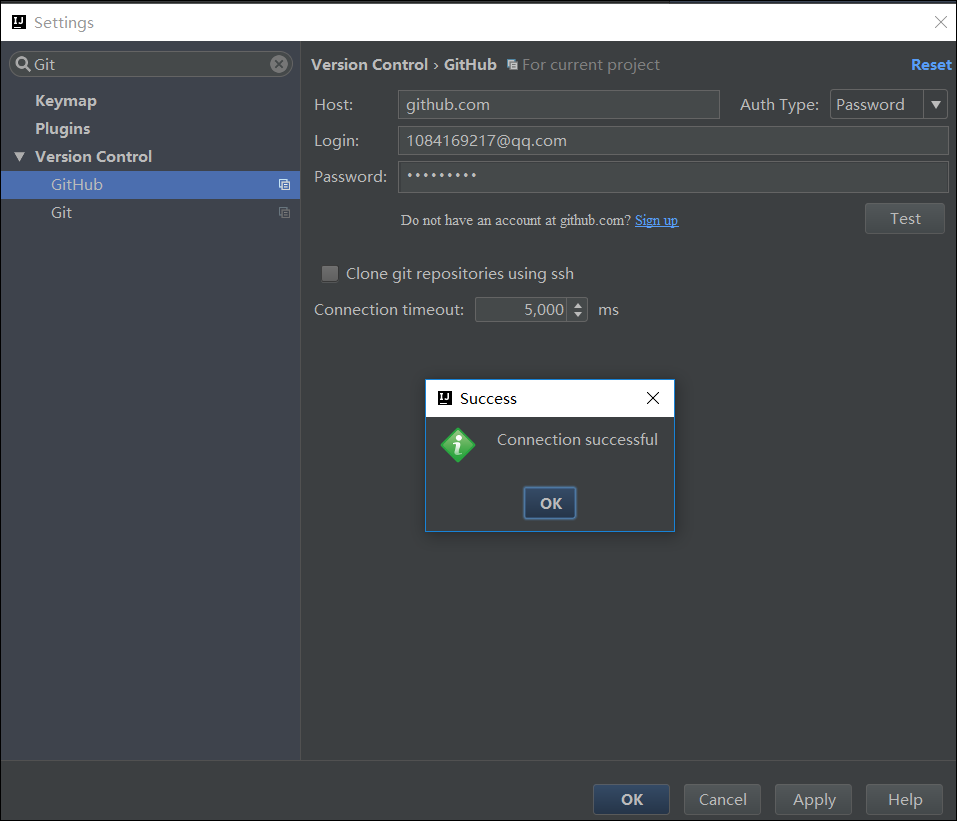 Settings
Git
Keymap
Plugins
Version Control
GitHub
Git
Version Control › GitHub For current project Reset
Host: github.com Auth Type: Password
Login: 1084169217@qq.com
Password: •••••••••
Do not have an account at github.com? Sign up
Test
Clone git repositories using ssh
Connection timeout: 5,000 ms
Success
Connection successful
OK
OK Cancel Apply Help